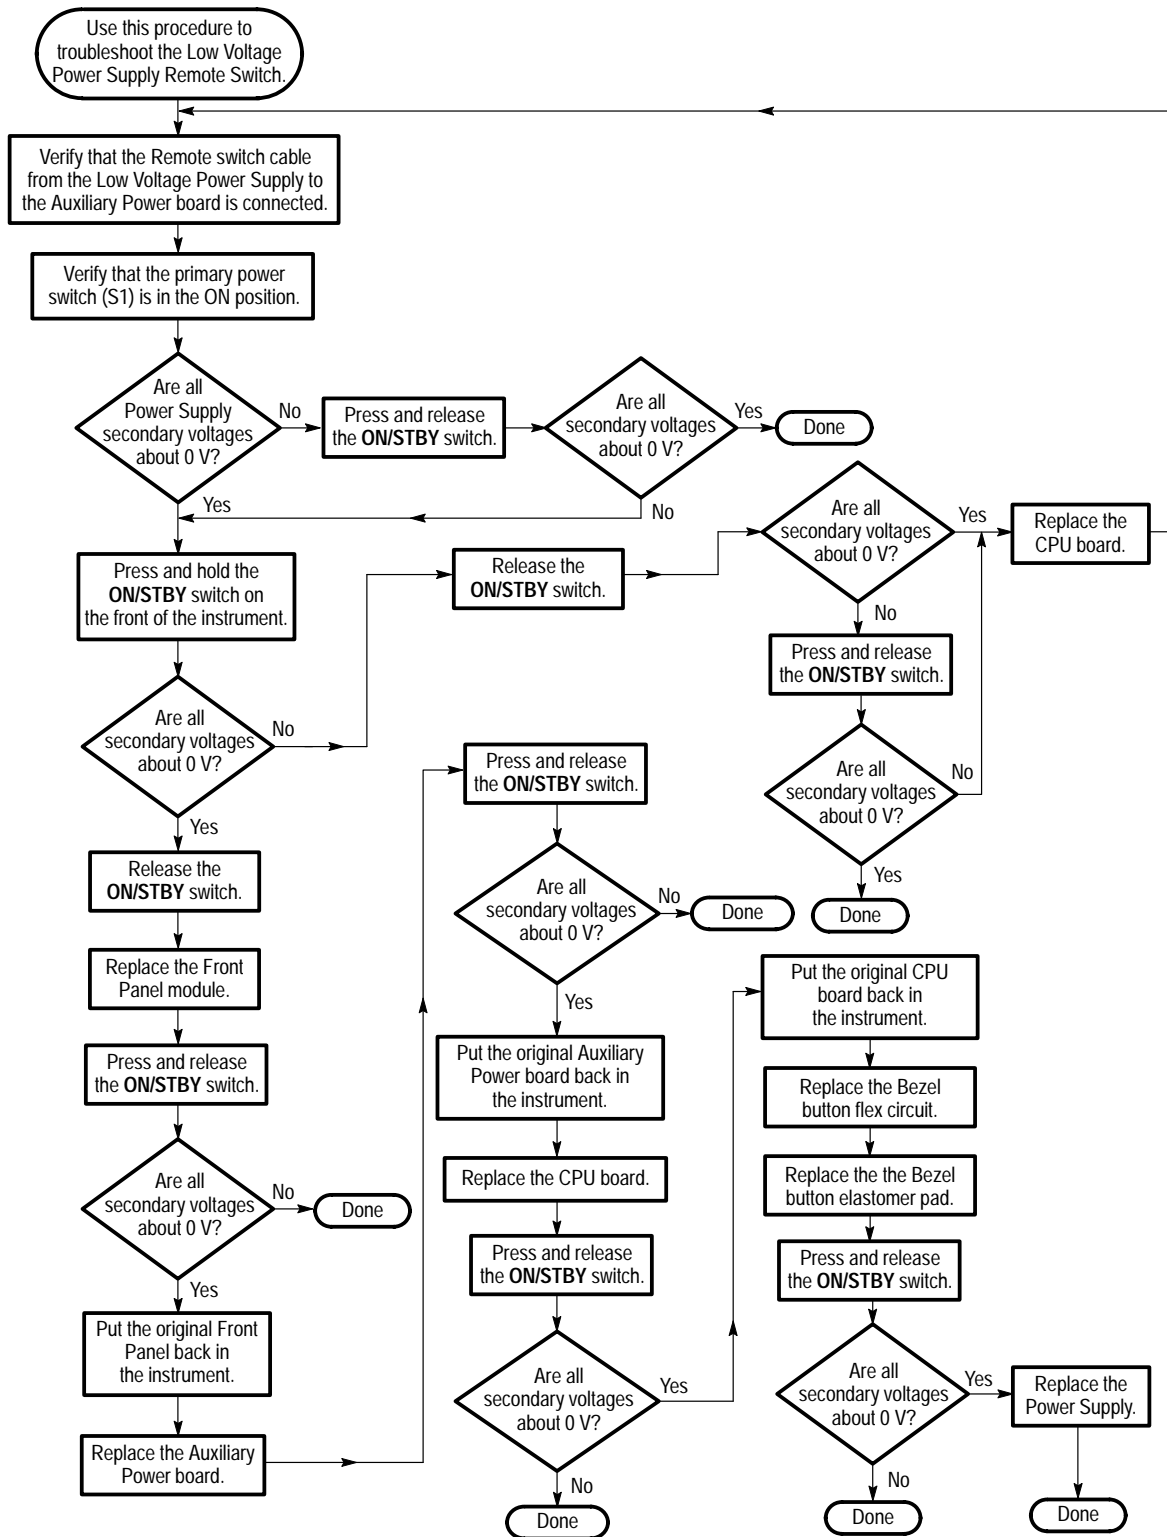 Use this procedure to
troubleshoot the Low Voltage
Power Supply Remote Switch.
Verify that the Remote switch cable
from the Low Voltage Power Supply to
the Auxiliary Power board is connected.
Verify that the primary power
switch (S1) is in the ON position.
Are all
Power Supply
secondary voltages
about 0 V?
No
Yes
Press and release
the ON/STBY switch.
Are all
secondary voltages
about 0 V?
Yes
No
Done
Press and hold the
ON/STBY switch on
the front of the instrument.
Are all
secondary voltages
about 0 V?
No
Yes
Release the
ON/STBY switch.
Are all
secondary voltages
about 0 V?
Yes
No
Replace the
CPU board.
Press and release
the ON/STBY switch.
Are all
secondary voltages
about 0 V?
No
Yes
Done
Release the
ON/STBY switch.
Replace the Front
Panel module.
Press and release
the ON/STBY switch.
Are all
secondary voltages
about 0 V?
No
Done
Yes
Put the original Front
Panel back in
the instrument.
Replace the Auxiliary
Power board.
Press and release
the ON/STBY switch.
Are all
secondary voltages
about 0 V?
No
Done
Yes
Put the original Auxiliary
Power board back in
the instrument.
Replace the CPU board.
Press and release
the ON/STBY switch.
Are all
secondary voltages
about 0 V?
Yes
No
Done
Put the original CPU
board back in
the instrument.
Replace the Bezel
button flex circuit.
Replace the the Bezel
button elastomer pad.
Press and release
the ON/STBY switch.
Are all
secondary voltages
about 0 V?
Yes
No
Done
Replace the
Power Supply.
Done